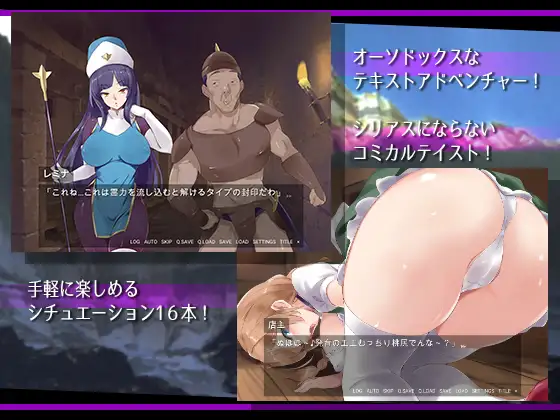 オーソドックスな
テキストアドベンチャー！
シリアスにならない
コミカルテイスト！
レミナ
「これね…これは霊力を流し込むと解けるタイプの封印だわ」
LOG AUTO SKIP Q.SAVE Q.LOAD SAVE LOAD SETTINGS TITLE ×
手軽に楽しめる
シチュエーション16本！
店主
LOG AUTO SKIP Q.SAVE Q.LOAD SAVE LOAD SETTINGS TITLE ×